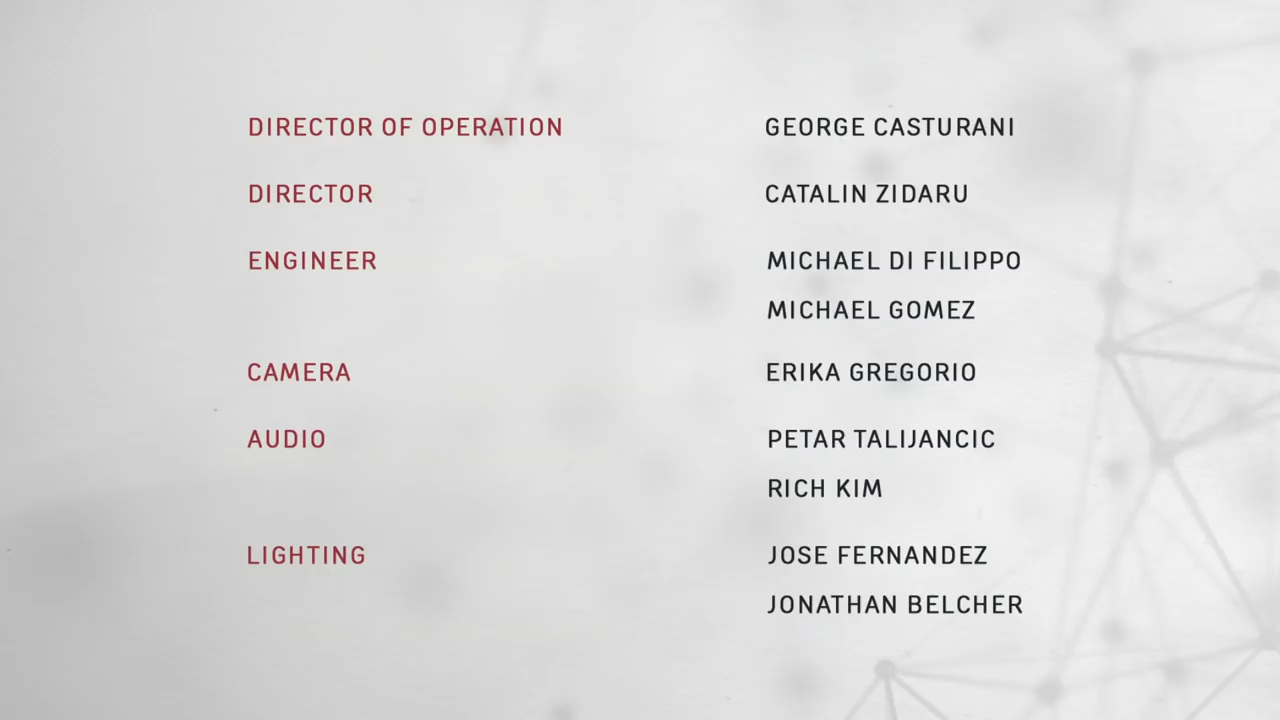 DIRECTOR OF OPERATION GEORGE CASTURANI
DIRECTOR CATALIN ZIDARU
ENGINEER MICHAEL DI FILIPPO
MICHAEL GOMEZ
CAMERA ERIKA GREGORIO
AUDIO PETAR TALIJANCIC
RICH KIM
LIGHTING JOSE FERNANDEZ
JONATHAN BELCHER